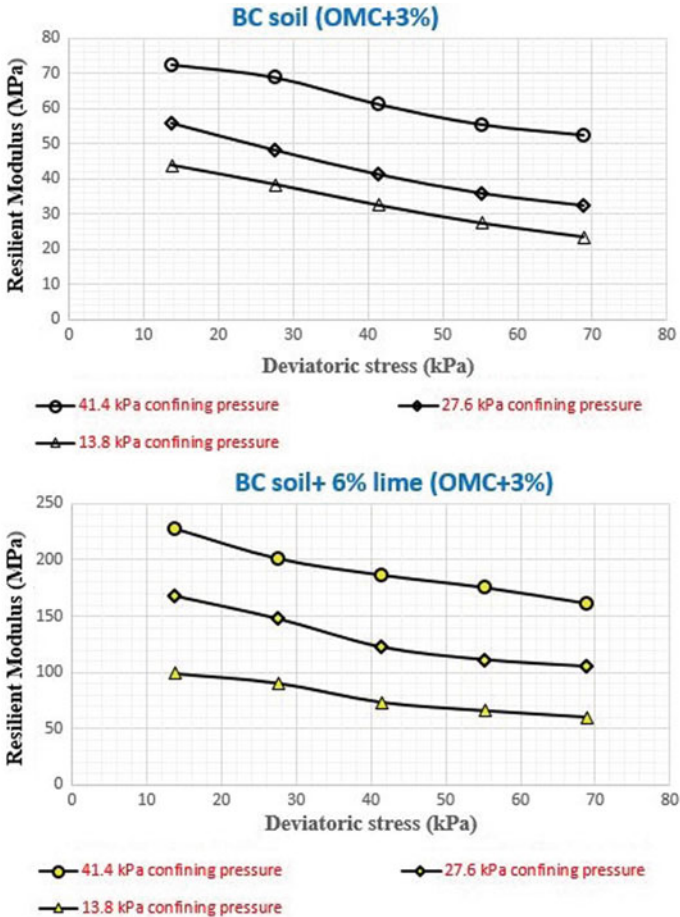 BC soil (OMC+3%)
80
70
60
50
40
30
20
10
0
Resilient Modulus (MPa)
0 10 20 30 40 50 60 70 80
Deviatoric stress (kPa)
41.4 kPa confining pressure
27.6 kPa confining pressure
13.8 kPa confining pressure
BC soil+ 6% lime (OMC+3%)
250
200
150
100
50
0
Resilient Modulus (MPa)
0 10 20 30 40 50 60 70 80
Deviatoric stress (kPa)
41.4 kPa confining pressure
27.6 kPa confining pressure
13.8 kPa confining pressure